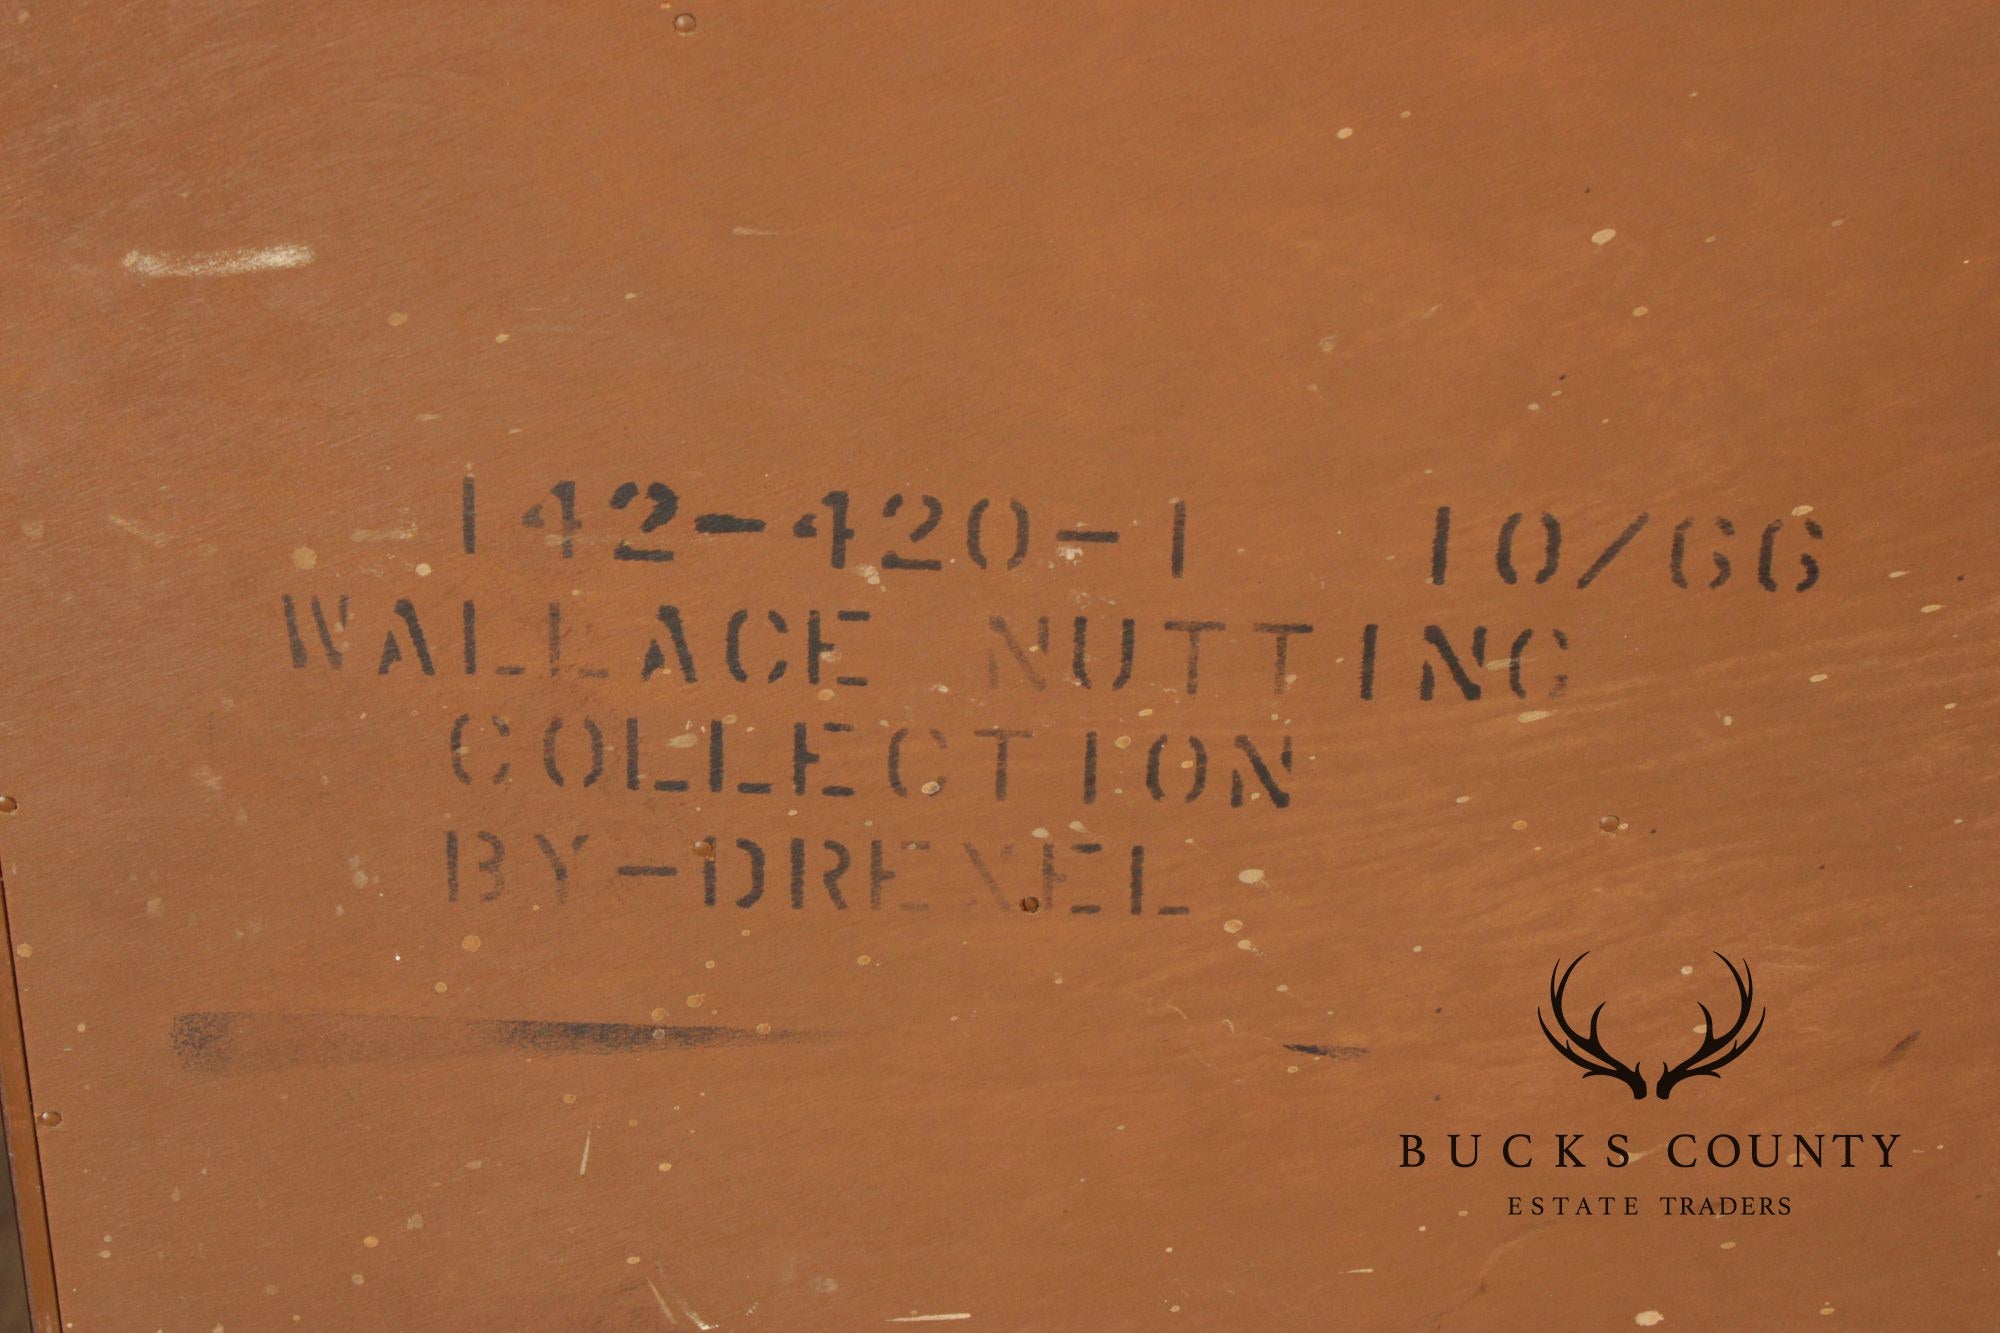 142-420-1 10/66
WALLACE NUTTING
COLLECTION
BY-DREXEL
BUCKS COUNTY
ESTATE TRADERS